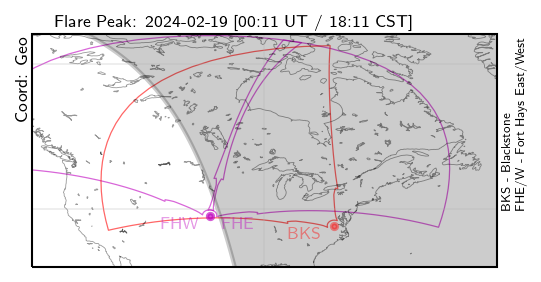 Flare Peak: 2024-02-19 [00:11 UT / 18:11 CST]
Coord: Geo
FHW
FHE
BKS
BKS - Blackstone
FHE/W - Fort Hays East/West